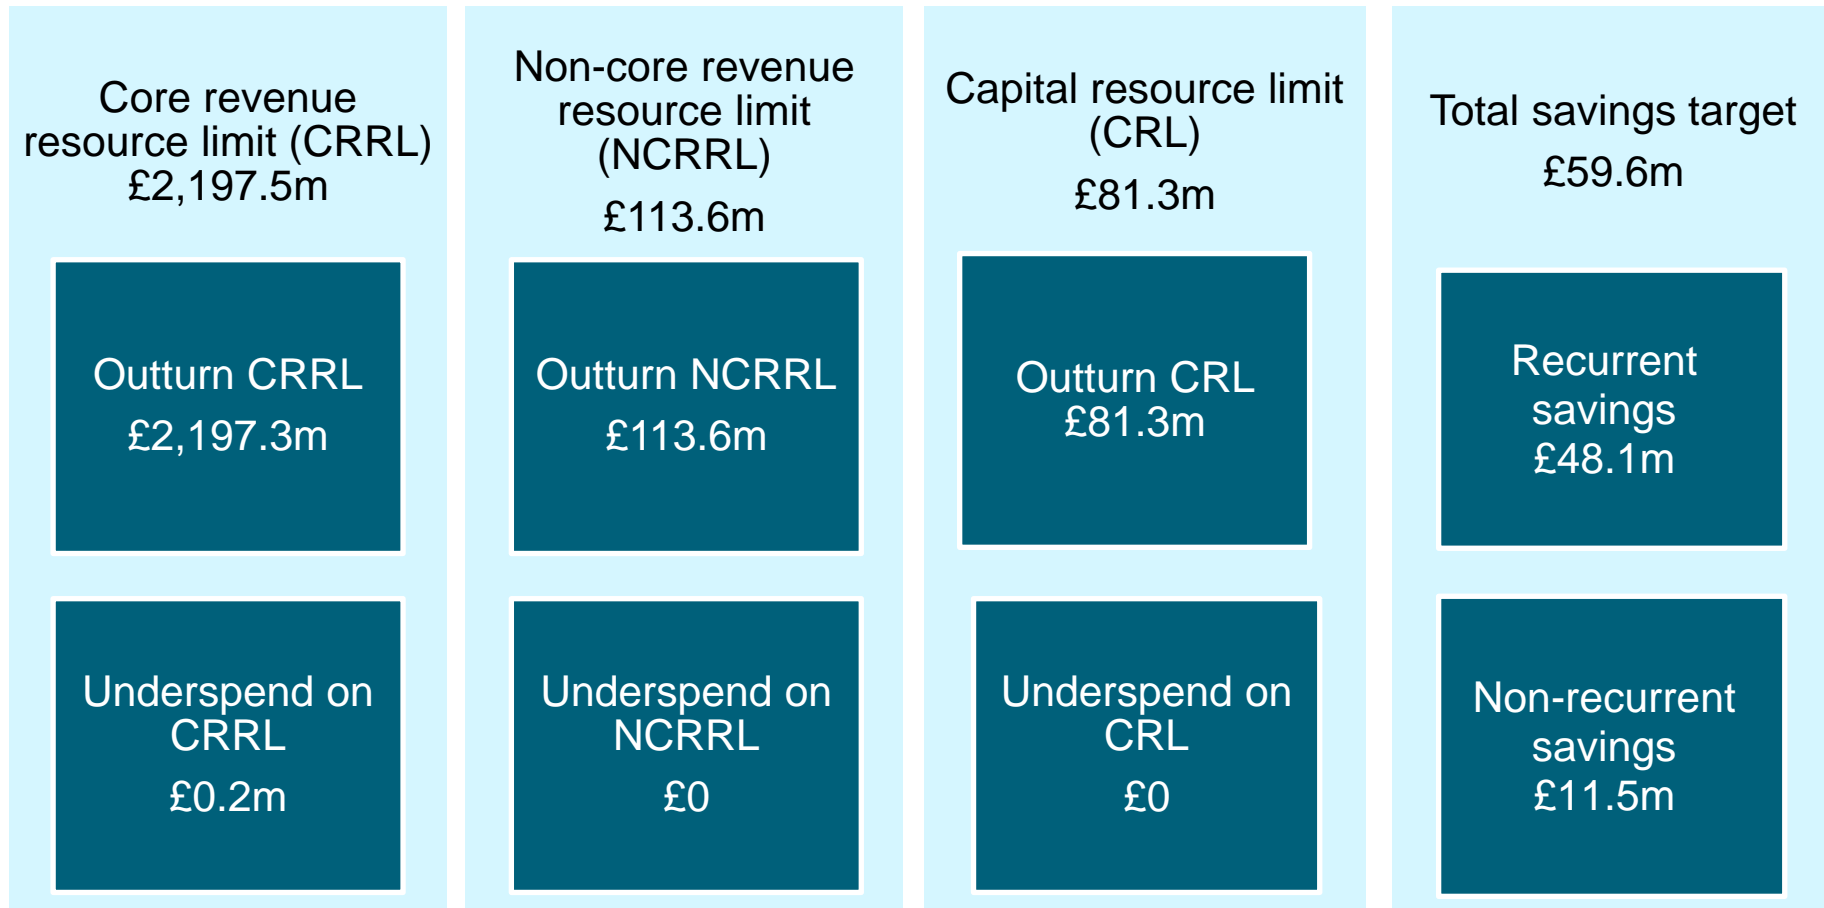 Core revenue
resource limit (CRRL)
£2,197.5m
Outturn CRRL
£2,197.3m
Underspend on
CRRL
£0.2m
Non-core revenue
resource limit
(NCRRL)
£113.6m
Outturn NCRRL
£113.6m
Underspend on
NCRRL
£0
Capital resource limit
(CRL)
£81.3m
Outturn CRL
£81.3m
Underspend on
CRL
£0
Total savings target
£59.6m
Recurrent
savings
£48.1m
Non-recurrent
savings
£11.5m